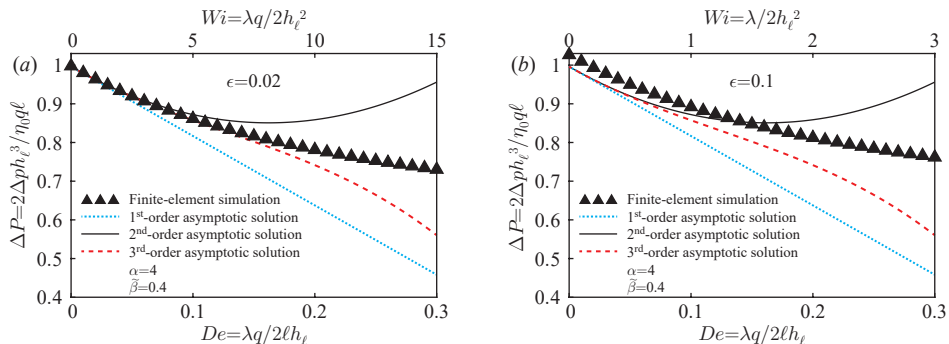 Wi=λq/2hℓ²
0 5 10 15
(a)
ϵ=0.02
1
0.9
0.8
0.7
0.6
0.5
0.4
ΔP=2Δphℓ³/η₀qℓ
Finite-element simulation
1st-order asymptotic solution
2nd-order asymptotic solution
3rd-order asymptotic solution
α=4
β̃=0.4
0 0.1 0.2 0.3
De=λq/2ℓhℓ
Wi=λ/2hℓ²
0 1 2 3
(b)
ϵ=0.1
1
0.9
0.8
0.7
0.6
0.5
0.4
ΔP=2Δphℓ³/η₀qℓ
Finite-element simulation
1st-order asymptotic solution
2nd-order asymptotic solution
3rd-order asymptotic solution
α=4
β̃=0.4
0 0.1 0.2 0.3
De=λq/2ℓhℓ